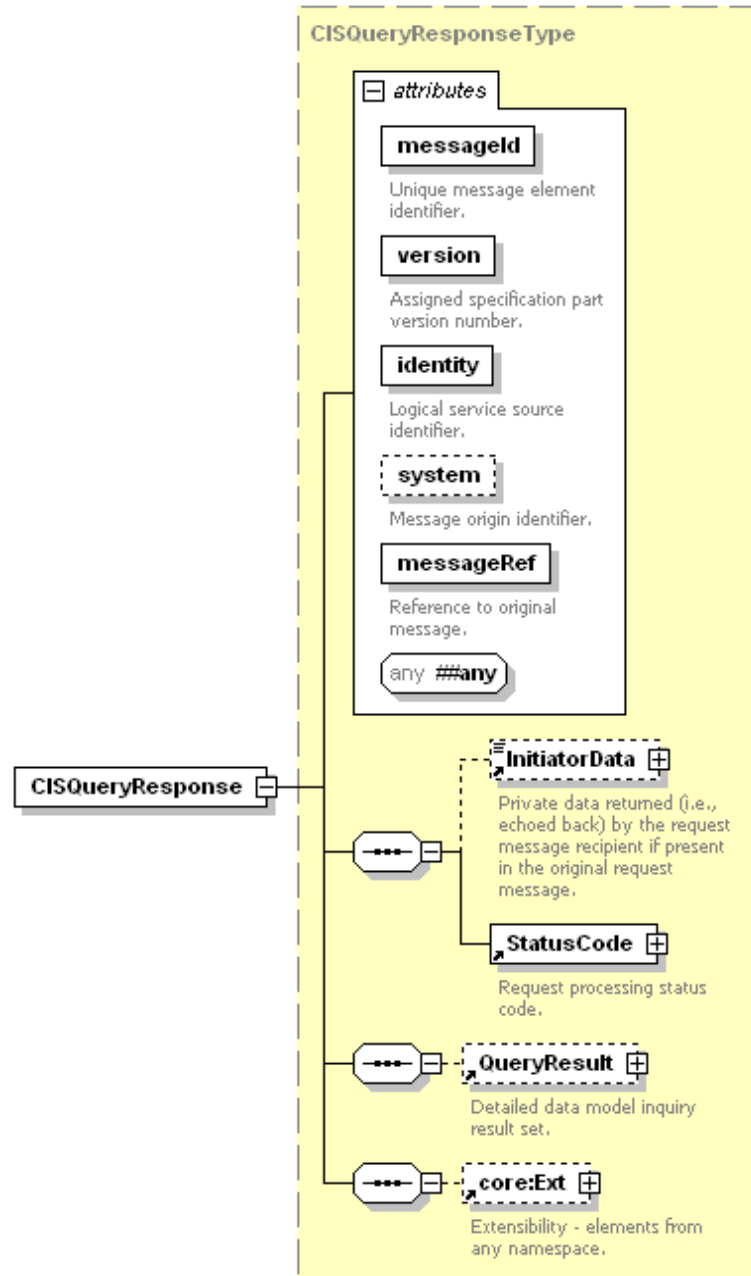 CISQueryResponseType
attributes
messageId
Unique message element
identifier.
version
Assigned specification part
version number.
identity
Logical service source
identifier.
system
Message origin identifier.
messageRef
Reference to original
message.
any ##any
CISQueryResponse
InitiatorData
Private data returned (i.e.,
echoed back) by the request
message recipient if present
in the original request
message.
StatusCode
Request processing status
code.
QueryResult
Detailed data model inquiry
result set.
core:Ext
Extensibility - elements from
any namespace.